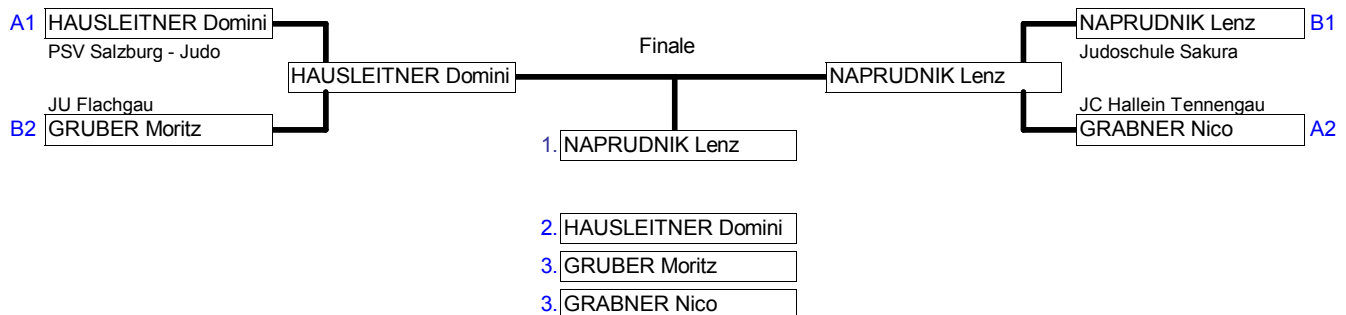 A1 HAUSLEITNER Domini
PSV Salzburg - Judo
JU Flachgau
B2 GRUBER Moritz
HAUSLEITNER Domini
Finale
NAPRUDNIK Lenz
NAPRUDNIK Lenz B1
Judoschule Sakura
JC Hallein Tennengau
GRABNER Nico A2
1. NAPRUDNIK Lenz
2. HAUSLEITNER Domini
3. GRUBER Moritz
3. GRABNER Nico